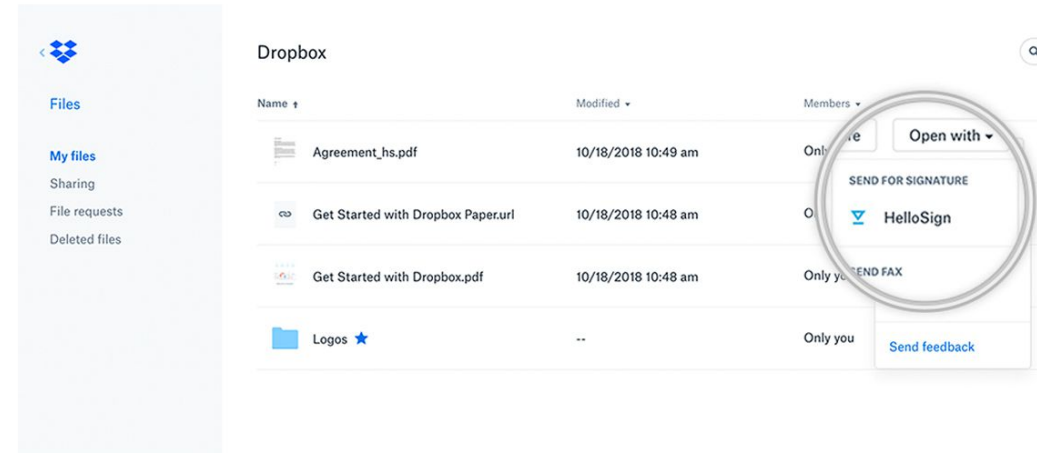 Dropbox
Files
Name Modified Members
My files
Agreement_hs.pdf 10/18/2018 10:49 am
Open with
SEND FOR SIGNATURE
HelloSign
Sharing
File requests
Get Started with Dropbox Paper.url 10/18/2018 10:48 am
Deleted files
Get Started with Dropbox.pdf 10/18/2018 10:48 am Only
SEND FAX
Logos -- Only you
Send feedback